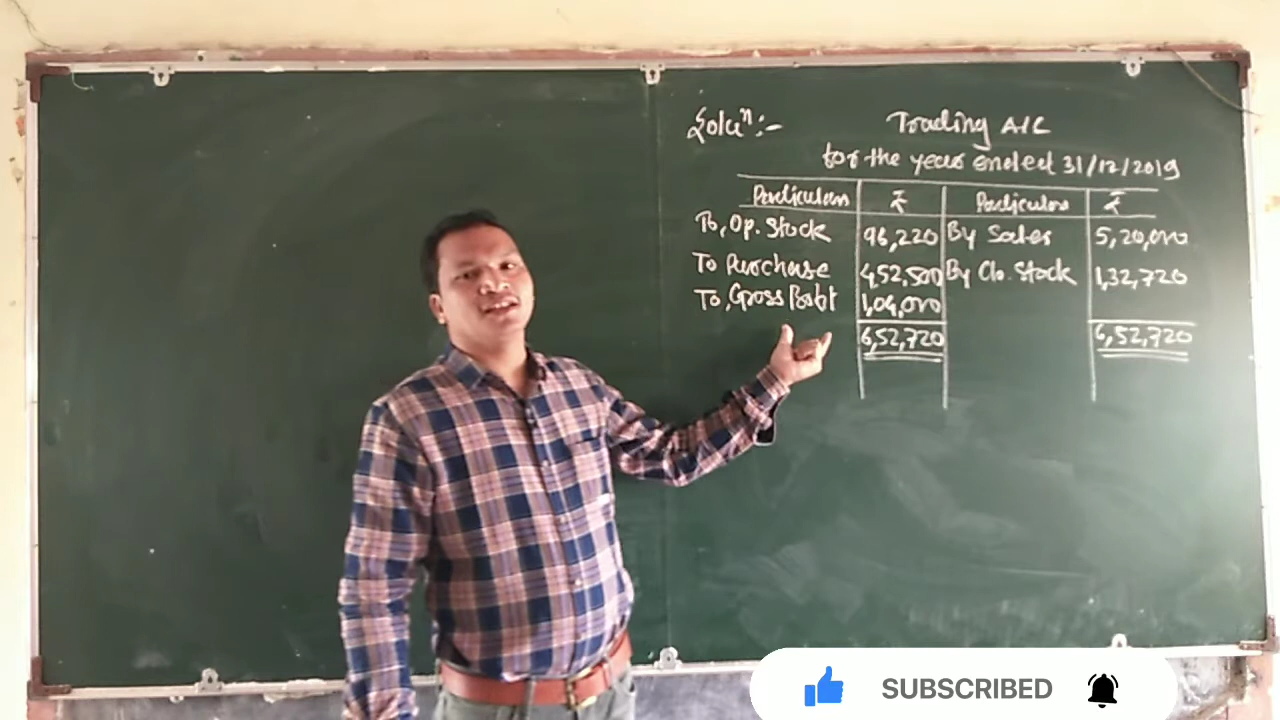 Soluⁿ:-
Trading A/C
for the year ended 31/12/2019
Particulars ₹ Particulars ₹
To, Op. Stock 96,220 By Sales 5,20,000
To Purchase 4,52,500 By Clo. Stock 1,32,720
To, Gross Profit 1,04,000
6,52,720 6,52,720
SUBSCRIBED